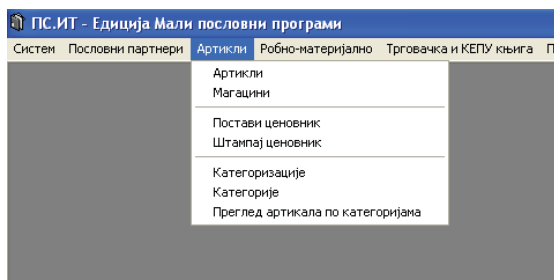 ПС.ИТ - Едиција Мали пословни програми
Систем Пословни партнери Артикли Робно-материјално Трговачка и КЕПУ књига
Артикли
Магацини
Постави ценовник
Штампај ценовник
Категоризације
Категорије
Преглед артикала по категоријама